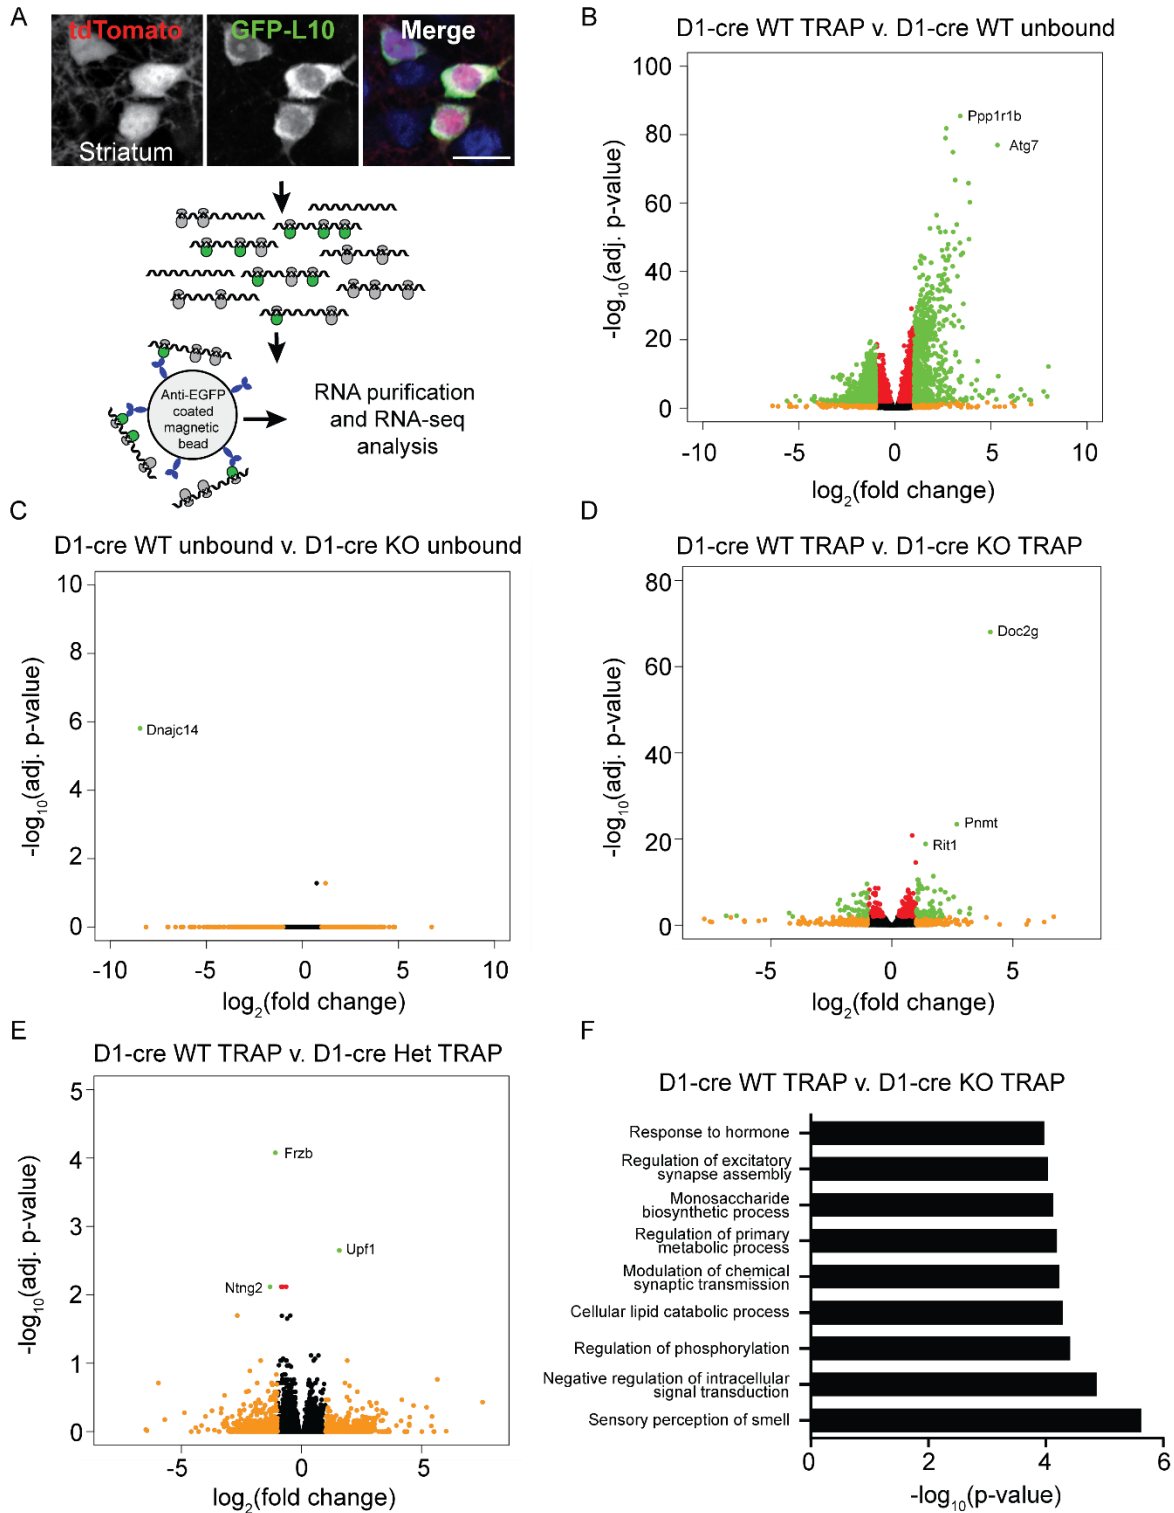 A
tdTomato
GFP-L10
Merge
Striatum
Anti-EGFP
coated
magnetic
bead
RNA purification
and RNA-seq
analysis
B
D1-cre WT TRAP v. D1-cre WT unbound
100
80
60
40
20
0
-log10(adj. p-value)
Ppp1r1b
Atg7
-10
-5
0
5
10
log2(fold change)
C
D1-cre WT unbound v. D1-cre KO unbound
10
8
6
4
2
0
-log10(adj. p-value)
Dnajc14
-10
-5
0
5
10
log2(fold change)
D
D1-cre WT TRAP v. D1-cre KO TRAP
80
60
40
20
0
-log10(adj. p-value)
Doc2g
Pnmt
Rit1
-5
0
5
log2(fold change)
E
D1-cre WT TRAP v. D1-cre Het TRAP
5
4
3
2
1
0
-log10(adj. p-value)
Frzb
Upf1
Ntng2
-5
0
5
log2(fold change)
F
D1-cre WT TRAP v. D1-cre KO TRAP
Response to hormone
Regulation of excitatory
synapse assembly
Monosaccharide
biosynthetic process
Regulation of primary
metabolic process
Modulation of chemical
synaptic transmission
Cellular lipid catabolic process
Regulation of phosphorylation
Negative regulation of intracellular
signal transduction
Sensory perception of smell
0
2
4
6
-log10(p-value)